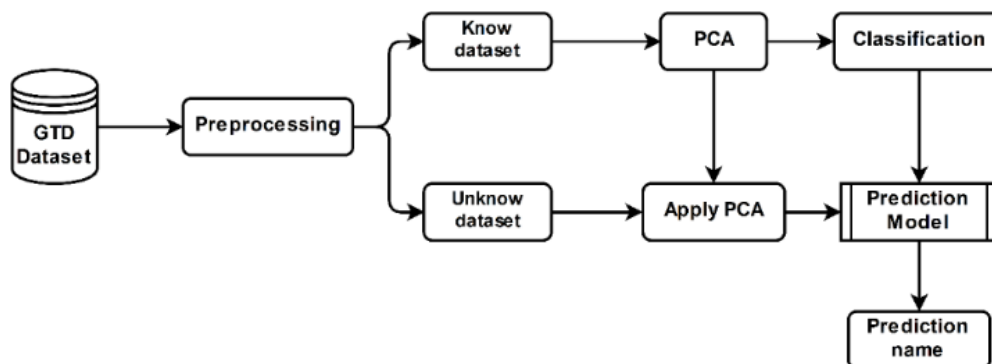 Know
dataset
PCA
Classification
GTD
Dataset
Preprocessing
Unknow
dataset
Apply PCA
Prediction
Model
Prediction
name